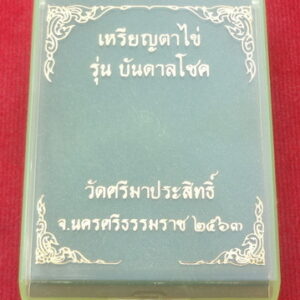 เหรียญตาไข่
รุ่น บันดาลโชค
วัดศรีมาประสิทธิ์
จ.นครศรีธรรมราช ๒๕๖๓